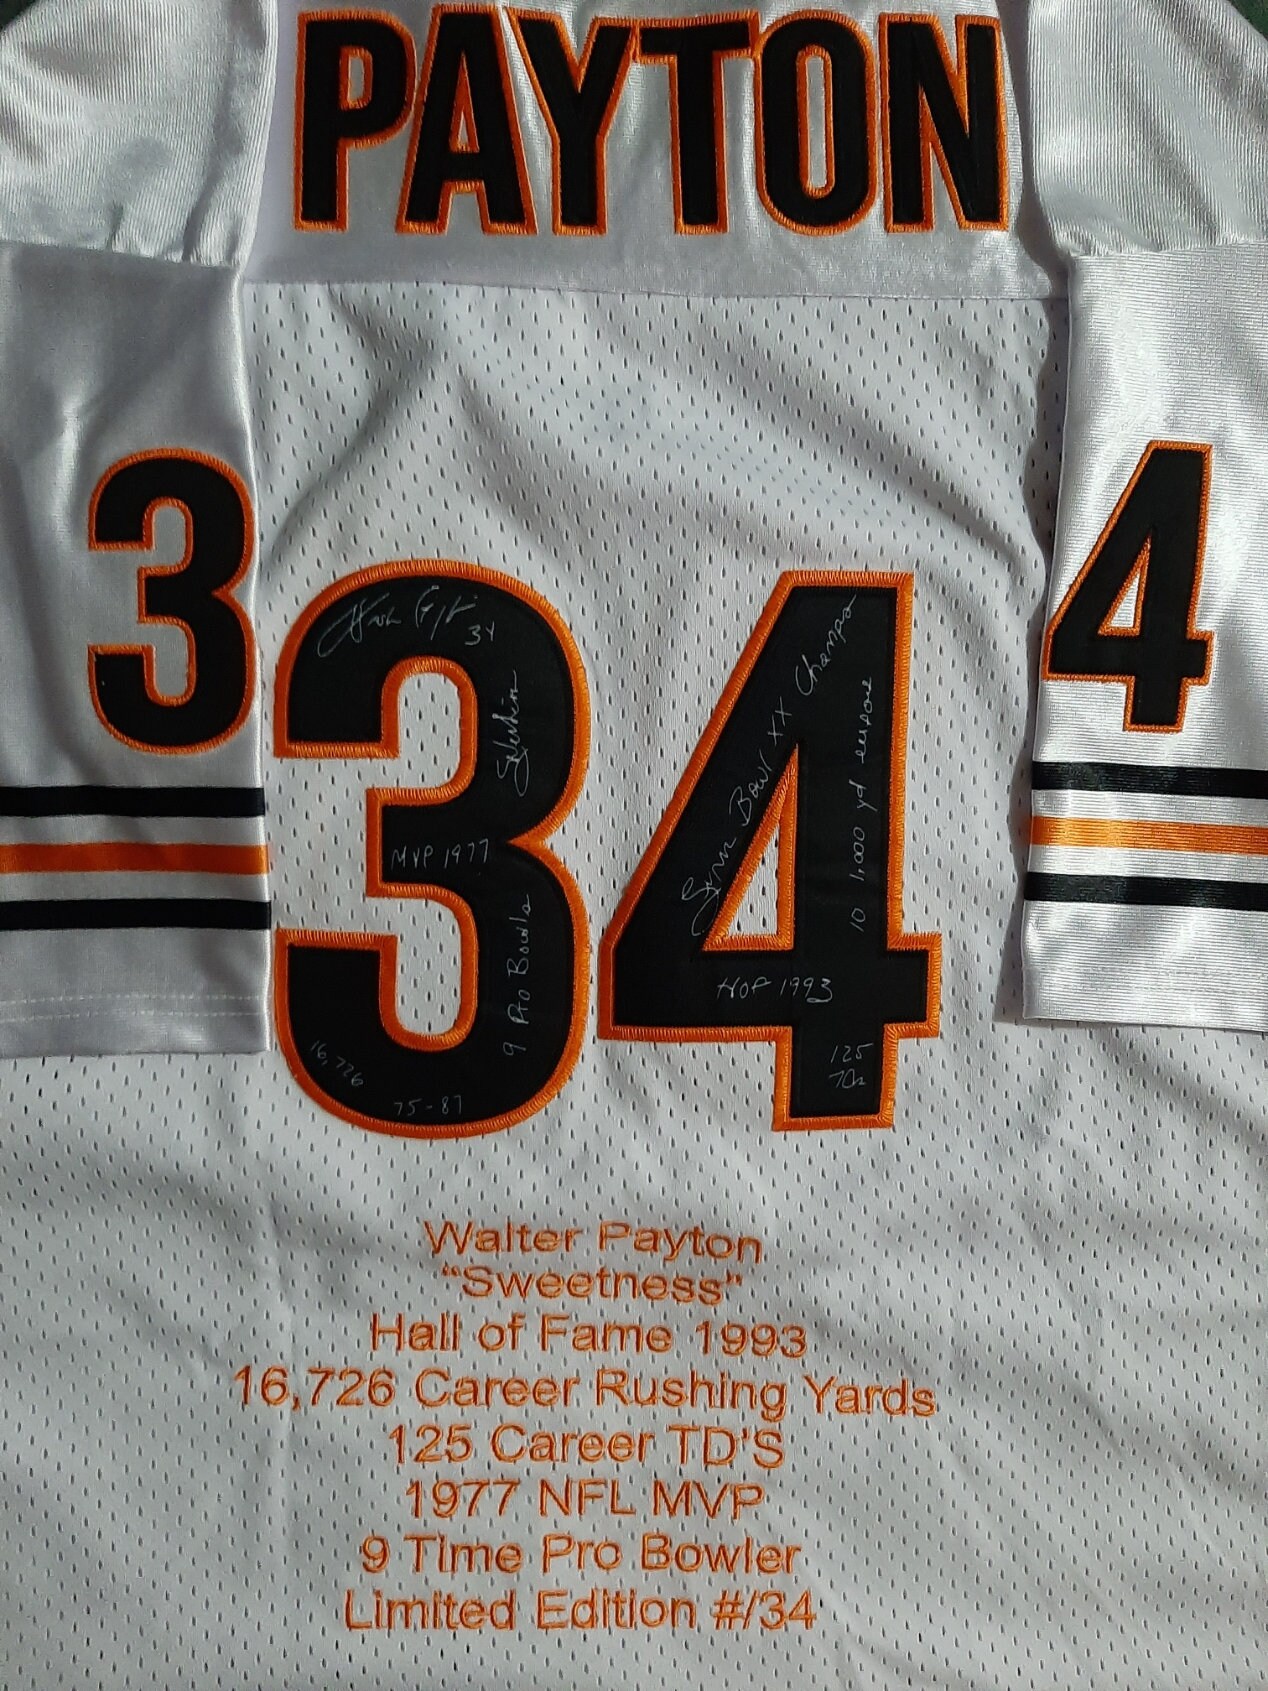 PAYTON
3
4
34
34
MVP 1977
9 Pro Bowls
16,726
75-87
Bowl XX Champs
10 1,000 yd
HOF 1993
125
TDs
Walter Payton
"Sweetness"
Hall of Fame 1993
16,726 Career Rushing Yards
125 Career TD'S
1977 NFL MVP
9 Time Pro Bowler
Limited Edition #/34